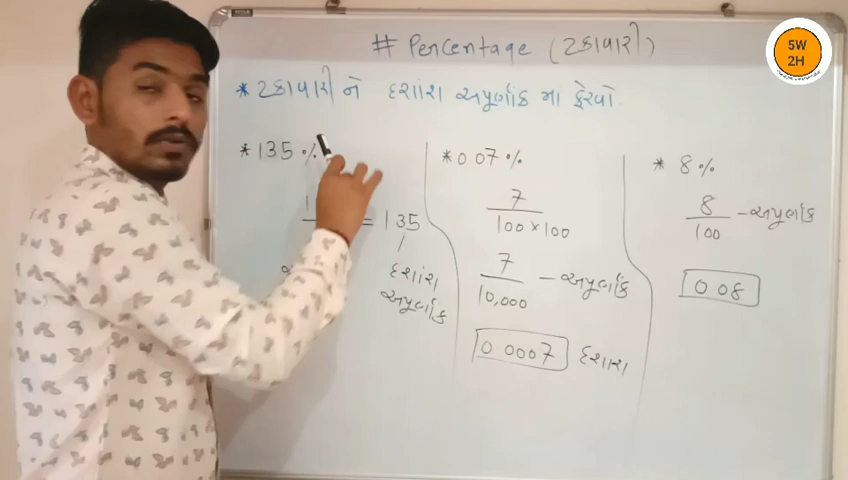 # Percentage (ટકાવારી)
5W
2H
* ટકાવારી ને દશાંશ અપૂર્ણાંક મા ફેરવો.
* 135 %
= 135
દશાંશ
અપૂર્ણાંક
* 0.07 %
7
100 × 100
7
10,000
- અપૂર્ણાંક
0.0007
દશાંશ
* 8 %
8
100
- અપૂર્ણાંક
0.08